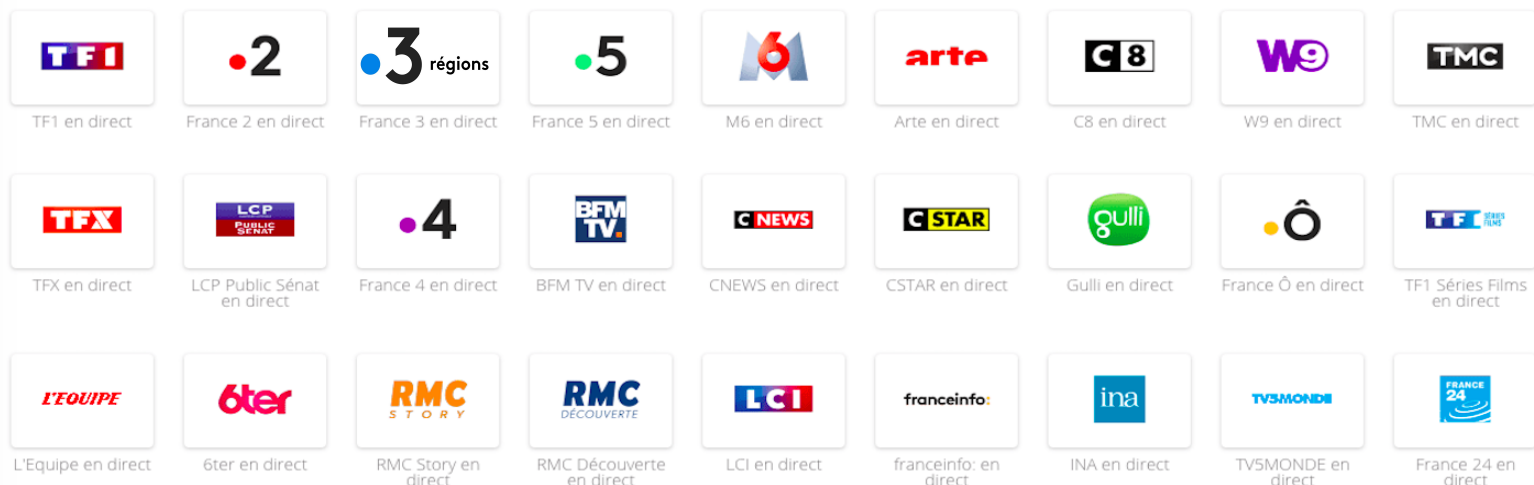 TF1
2
3 régions
5
M6
arte
C8
W9
TMC
TF1 en direct
France 2 en direct
France 3 en direct
France 5 en direct
M6 en direct
Arte en direct
C8 en direct
W9 en direct
TMC en direct
TFX
LCP
PUBLIC
SENAT
4
BFM
TV.
C NEWS
C STAR
gulli
Ô
TF1 SÉRIES
FILMS
TFX en direct
LCP Public Sénat
en direct
France 4 en direct
BFM TV en direct
CNEWS en direct
CSTAR en direct
Gulli en direct
France Ô en direct
TF1 Séries Films
en direct
L'EQUIPE
6ter
RMC
STORY
RMC
DÉCOUVERTE
LCI
franceinfo:
ina
TV5MONDE
FRANCE
24
L'Equipe en direct
6ter en direct
RMC Story en
direct
RMC Découverte
en direct
LCI en direct
franceinfo: en
direct
INA en direct
TV5MONDE en
direct
France 24 en
direct